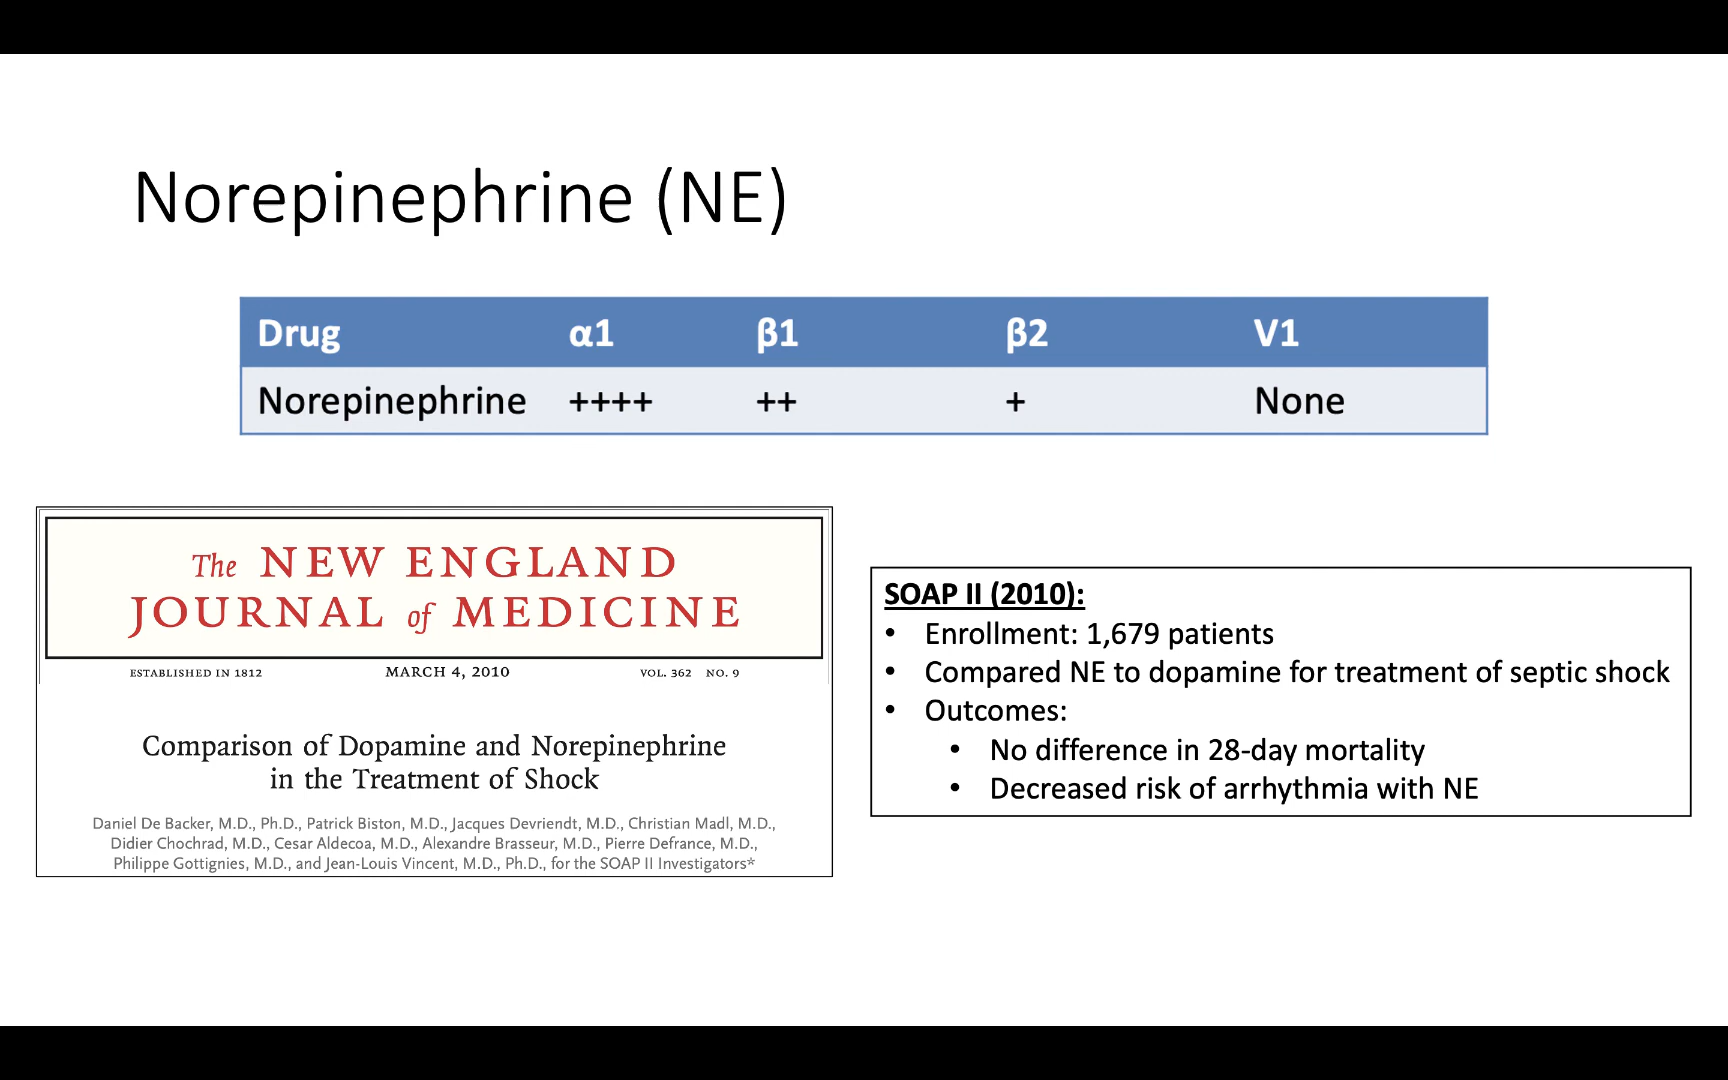 Norepinephrine (NE)
Drug α1 β1 β2 V1
Norepinephrine ++++ ++ + None
The NEW ENGLAND
JOURNAL of MEDICINE
ESTABLISHED IN 1812 MARCH 4, 2010 VOL. 362 NO. 9
Comparison of Dopamine and Norepinephrine
in the Treatment of Shock
Daniel De Backer, M.D., Ph.D., Patrick Biston, M.D., Jacques Devriendt, M.D., Christian Madl, M.D.,
Didier Chochrad, M.D., Cesar Aldecoa, M.D., Alexandre Brasseur, M.D., Pierre Defrance, M.D.,
Philippe Gottignies, M.D., and Jean-Louis Vincent, M.D., Ph.D., for the SOAP II Investigators*
SOAP II (2010):
• Enrollment: 1,679 patients
• Compared NE to dopamine for treatment of septic shock
• Outcomes:
• No difference in 28-day mortality
• Decreased risk of arrhythmia with NE